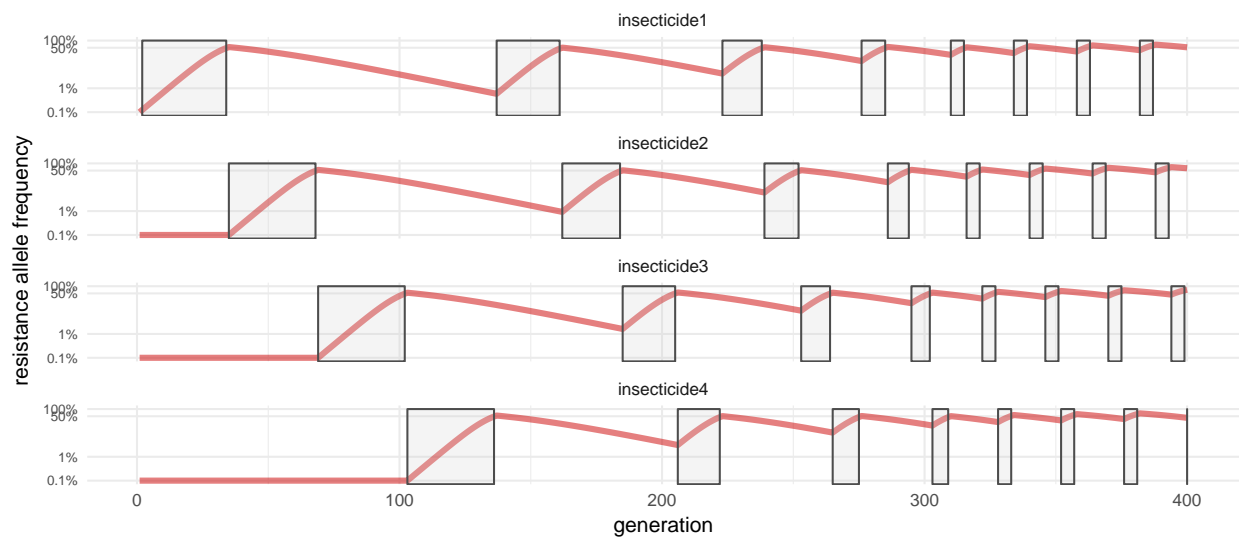 insecticide1
100%
50%
1%
0.1%
insecticide2
100%
50%
1%
0.1%
insecticide3
100%
50%
1%
0.1%
insecticide4
100%
50%
1%
0.1%
0 100 200 300 400
generation
resistance allele frequency